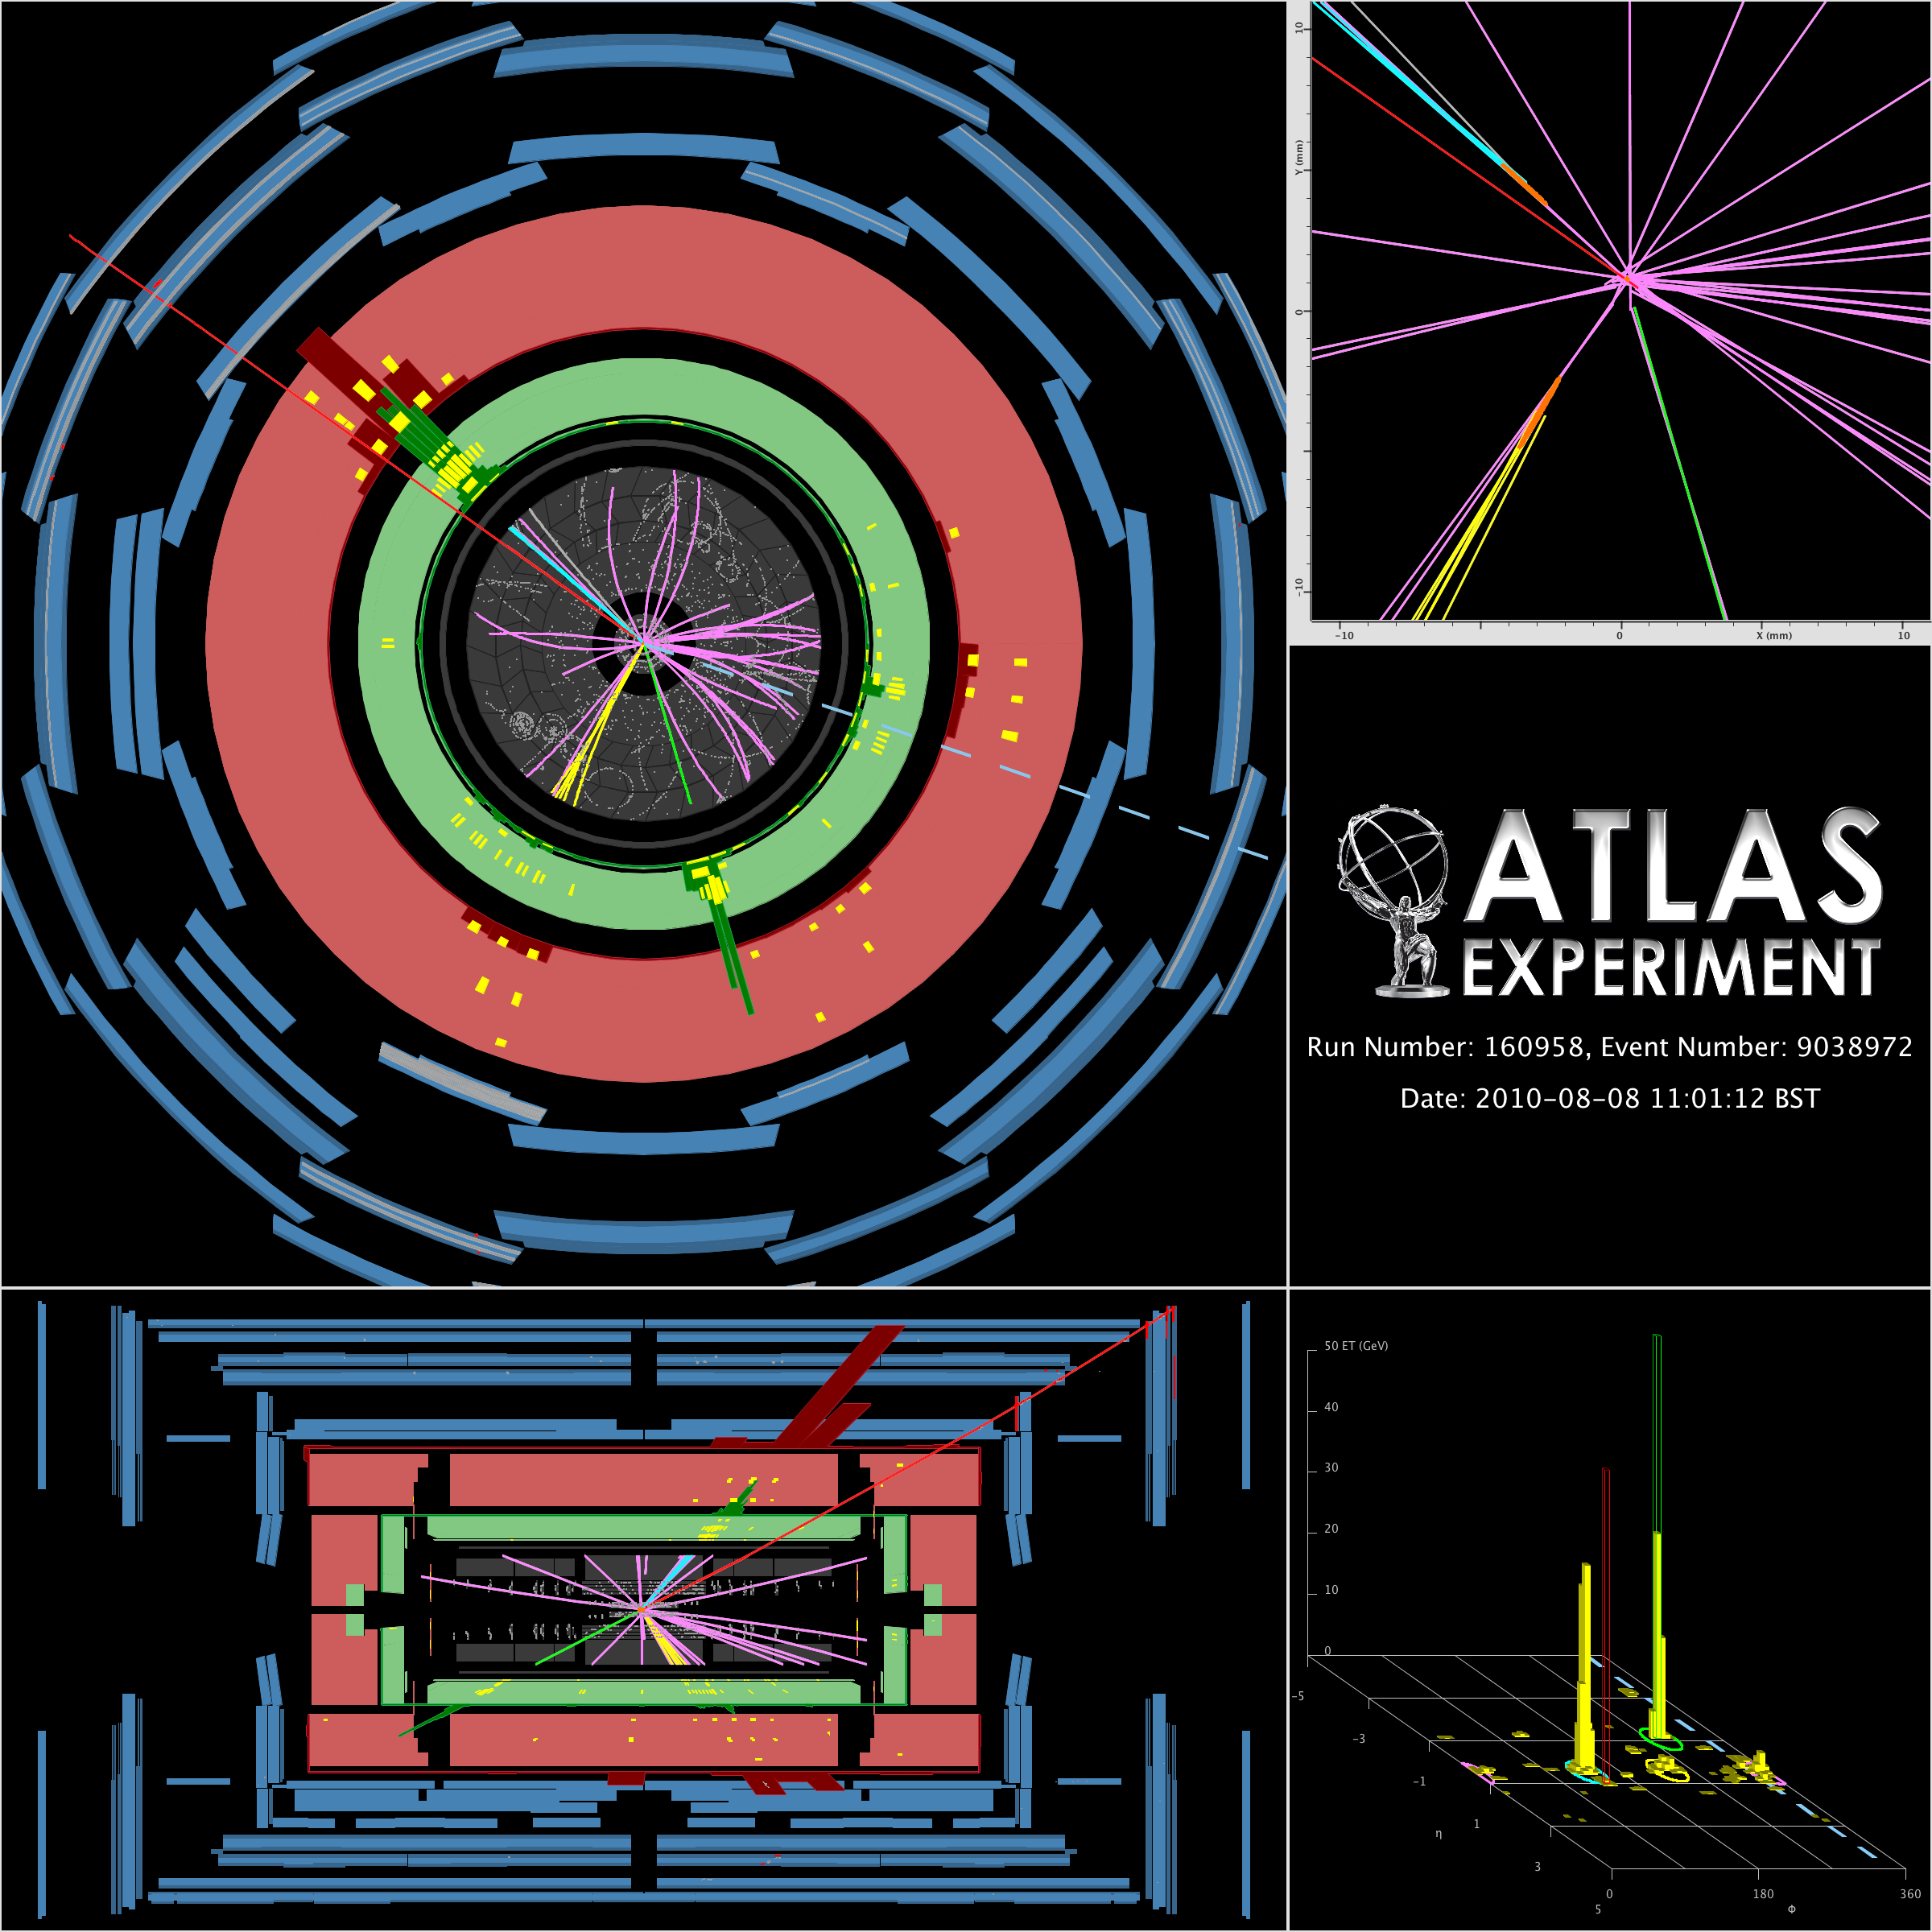 10
Y (mm)
0
-10
-10
0
X (mm)
10
ATLAS
EXPERIMENT
Run Number: 160958, Event Number: 9038972
Date: 2010-08-08 11:01:12 BST
50 ET (GeV)
40
30
20
10
0
-5
-3
-1
1
η
3
5
0
180
360
Φ